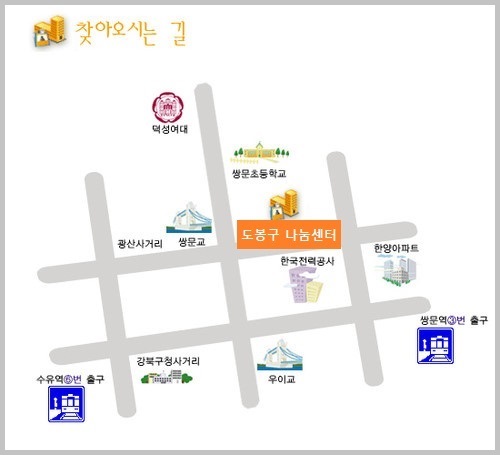 찾아오시는 길
덕성여대
쌍문초등학교
도봉구 나눔센터
광산사거리
쌍문교
한국전력공사
한양아파트
쌍문역③번 출구
강북구청사거리
우이교
수유역⑥번 출구